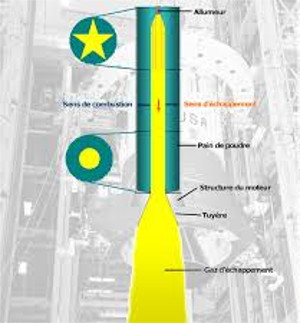 Allumeur
Sens de combustion
Sens d'échappement
USA
Pain de poudre
Structure du moteur
Tuyère
Gaz d'échappement